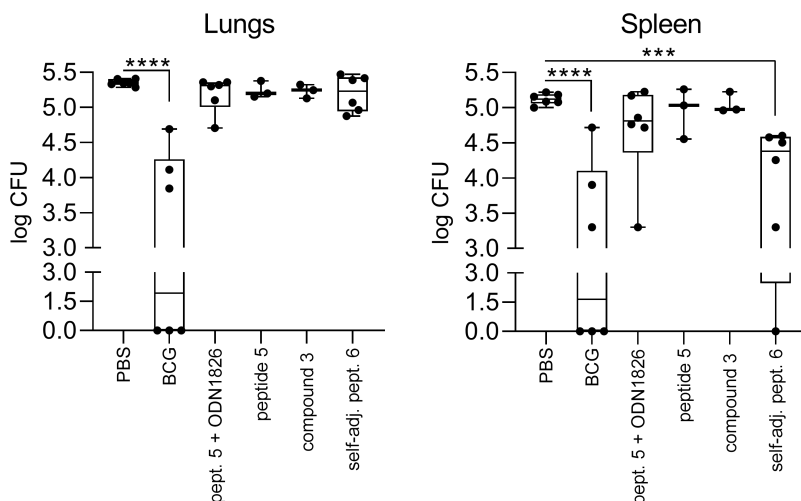 Lungs
****
5.5
5.0
4.5
4.0
3.5
3.0
3.0
1.5
0.0
log CFU
PBS
BCG
pept. 5 + ODN1826
peptide 5
compound 3
self-adj. pept. 6
Spleen
***
****
5.5
5.0
4.5
4.0
3.5
3.0
3.0
1.5
0.0
log CFU
PBS
BCG
pept. 5 + ODN1826
peptide 5
compound 3
self-adj. pept. 6